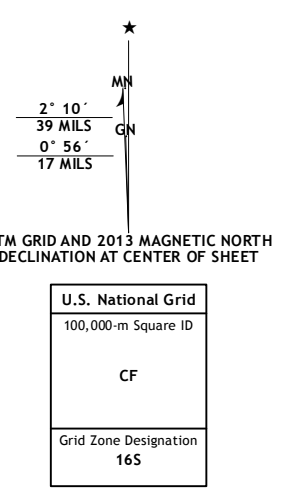 MN
2° 10´
39 MILS
GN
0° 56´
17 MILS
TM GRID AND 2013 MAGNETIC NORTH
DECLINATION AT CENTER OF SHEET
U.S. National Grid
100,000-m Square ID
CF
Grid Zone Designation
16S